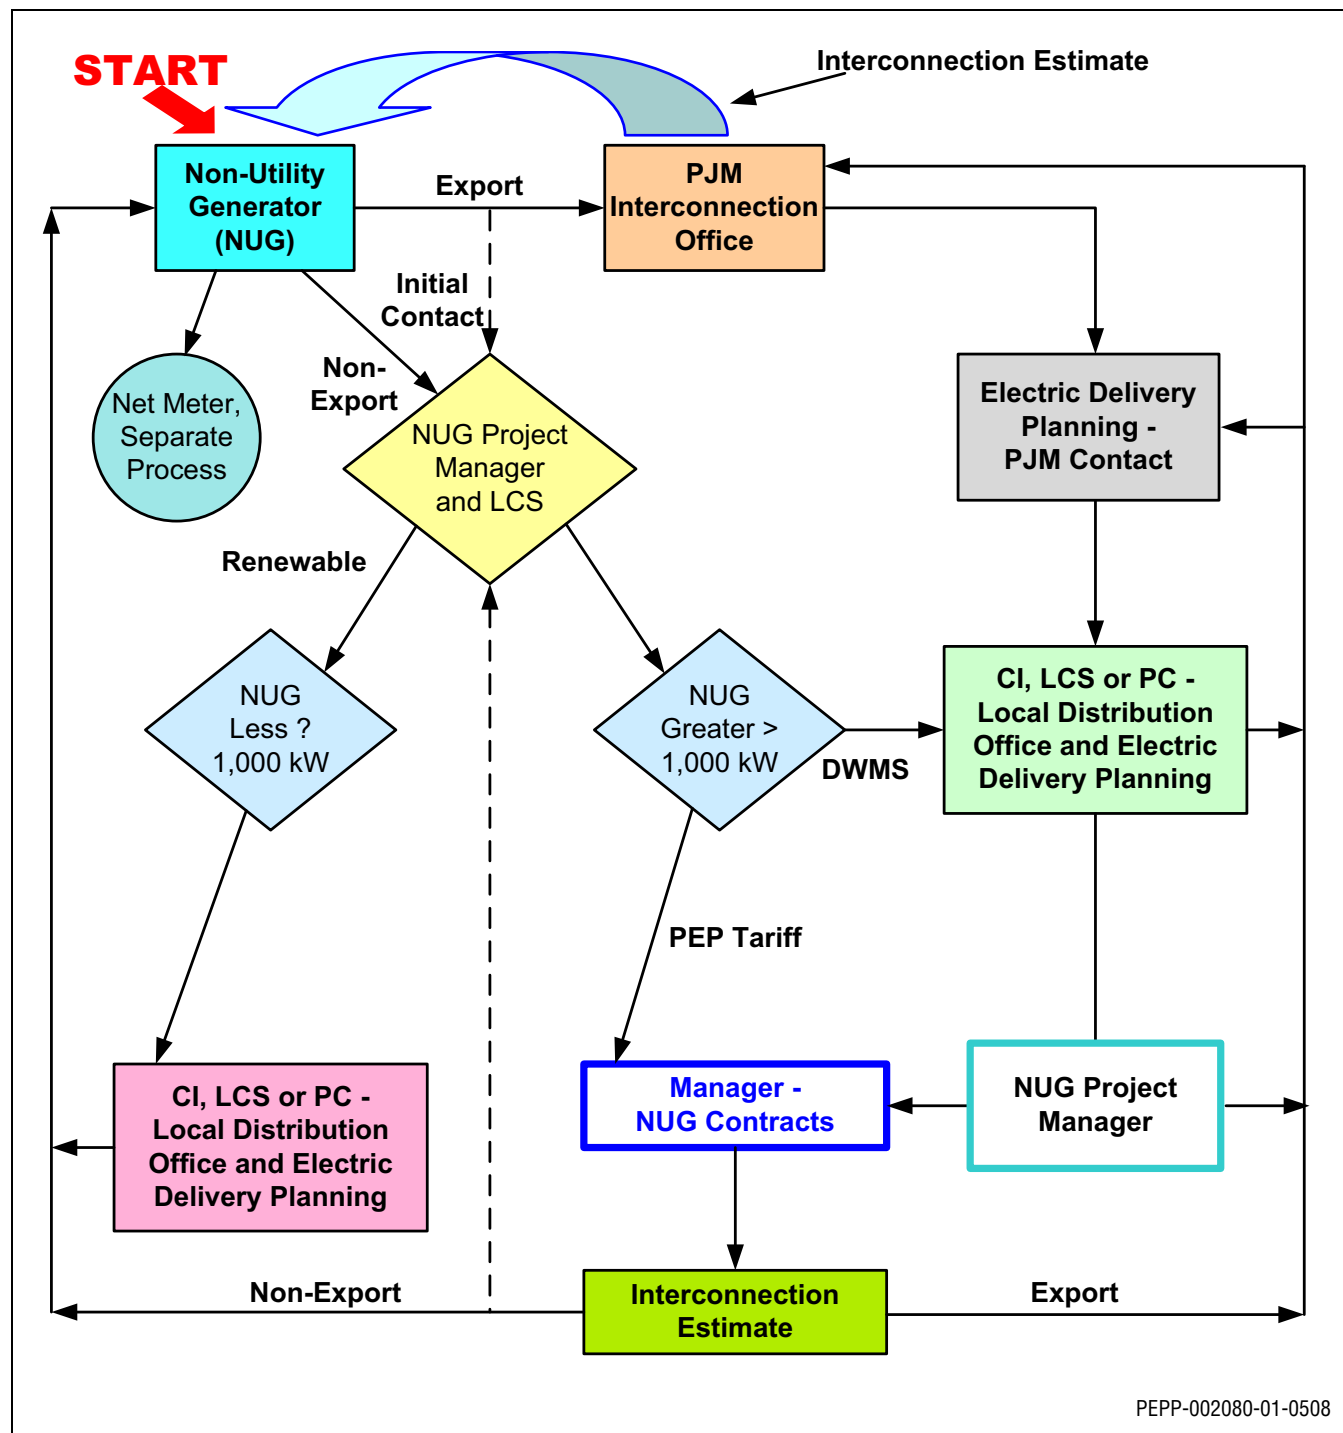 START
Interconnection Estimate
Non-Utility
Generator
(NUG)
Export
PJM
Interconnection
Office
Initial
Contact
Non-
Export
Net Meter,
Separate
Process
NUG Project
Manager
and LCS
Electric Delivery
Planning -
PJM Contact
Renewable
NUG
Less ?
1,000 kW
NUG
Greater >
1,000 kW
DWMS
CI, LCS or PC -
Local Distribution
Office and Electric
Delivery Planning
PEP Tariff
CI, LCS or PC -
Local Distribution
Office and Electric
Delivery Planning
Manager -
NUG Contracts
NUG Project
Manager
Non-Export
Interconnection
Estimate
Export
PEPP-002080-01-0508